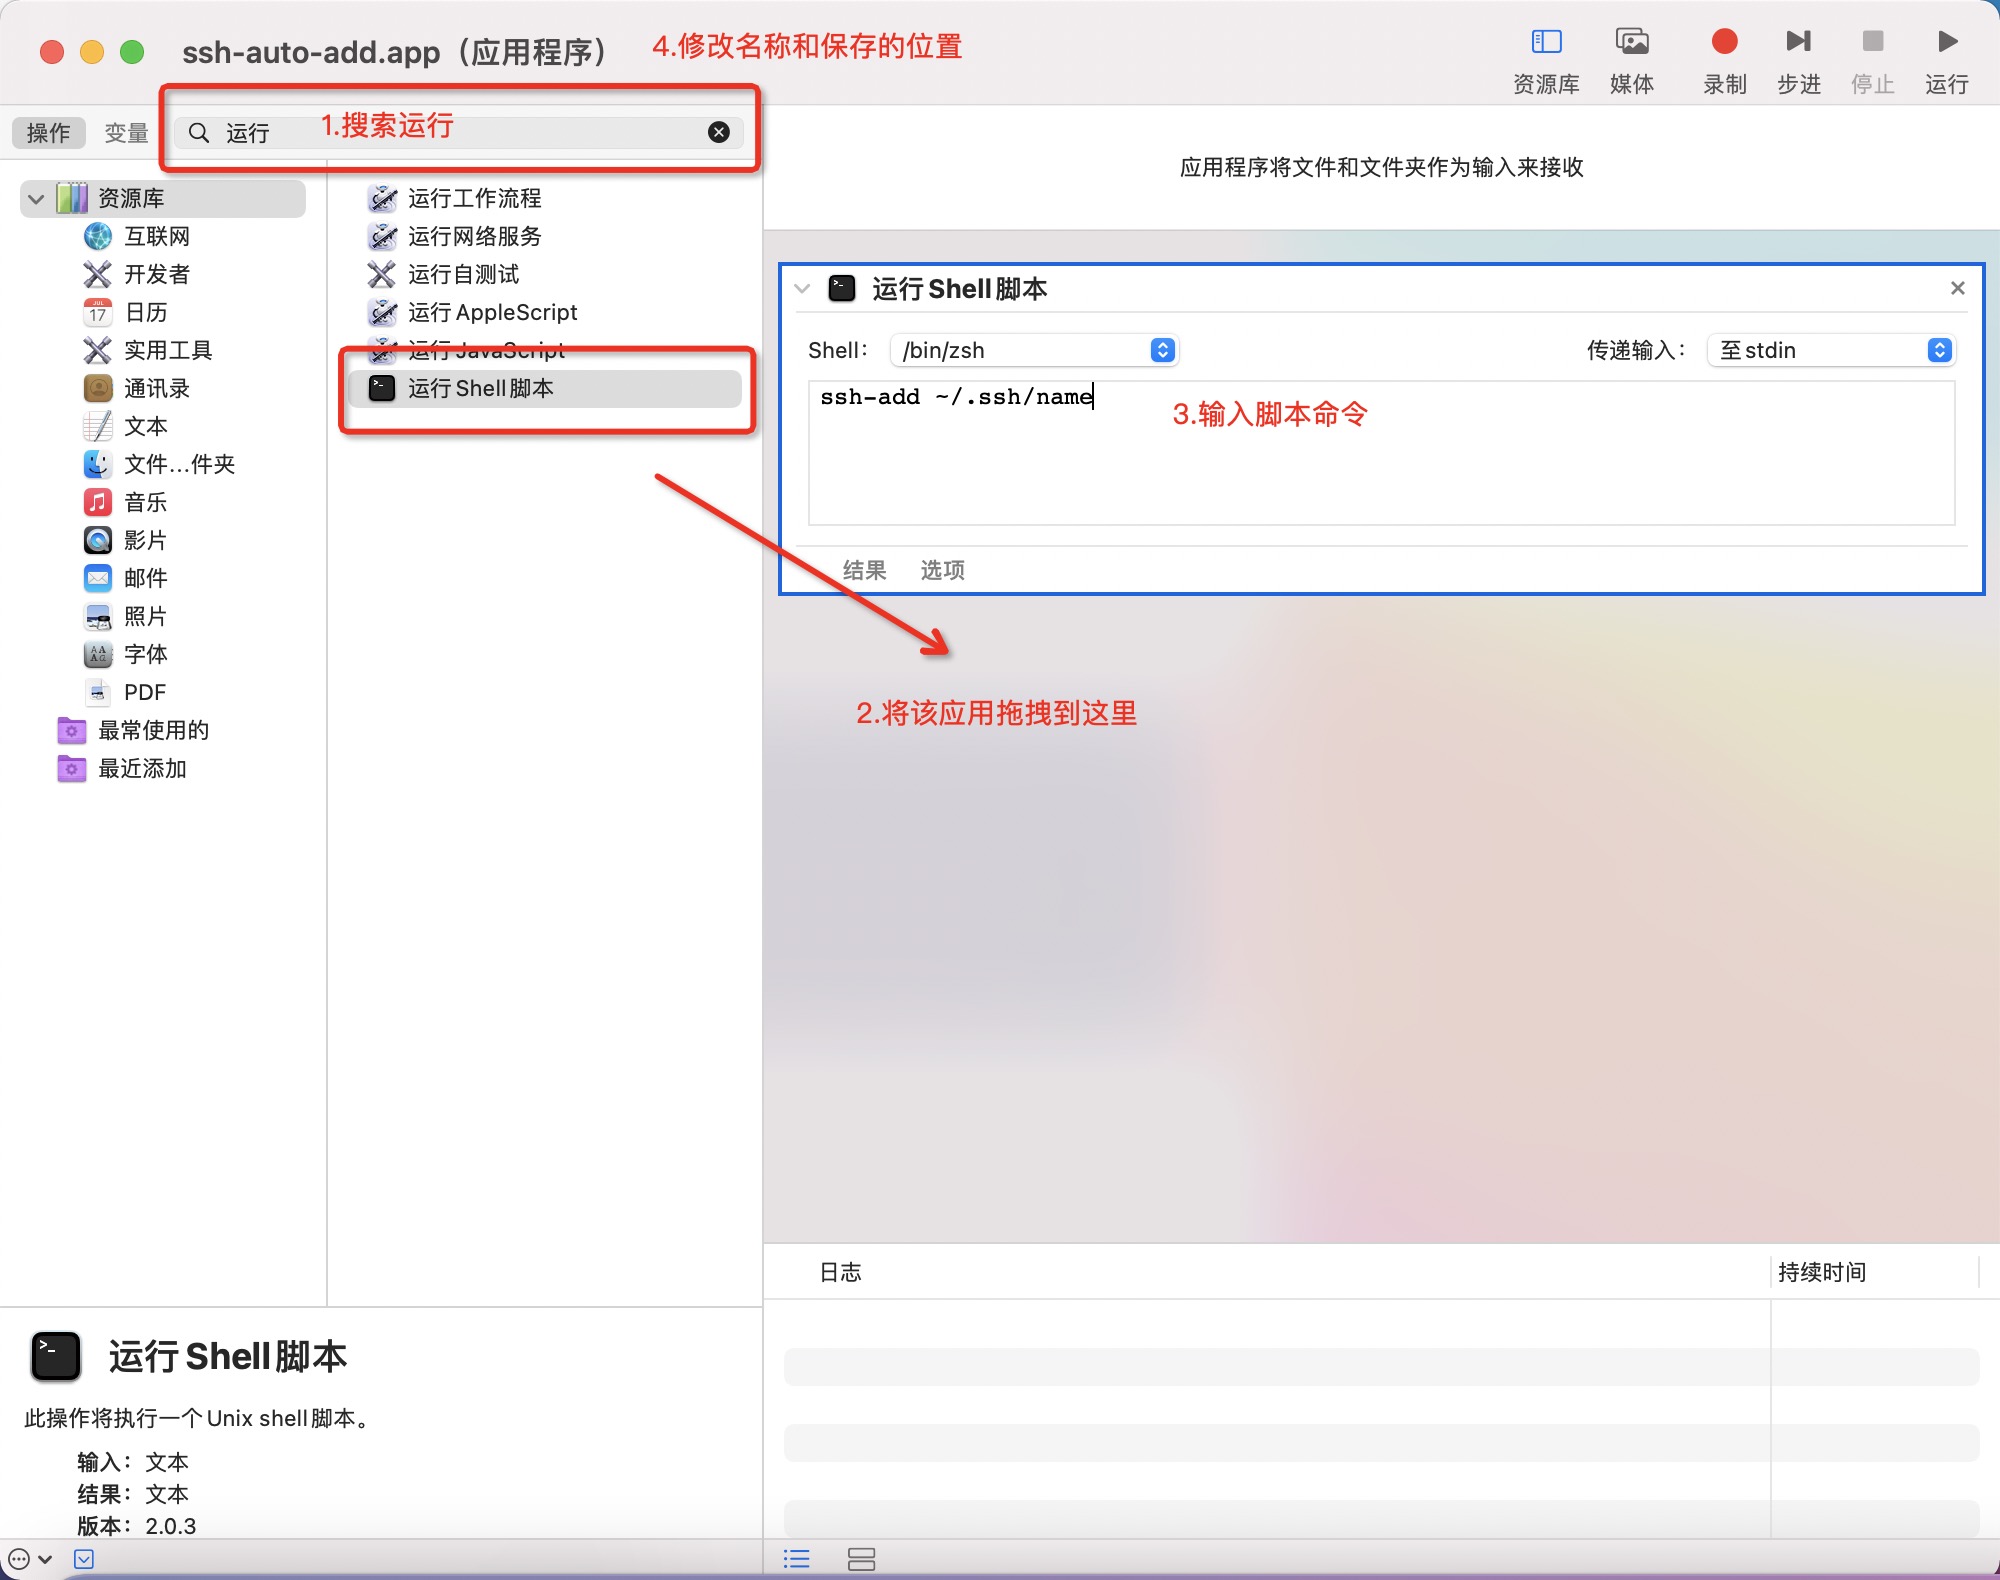 ssh-auto-add.app（应用程序）
4.修改名称和保存的位置
资源库
媒体
录制
步进
停止
运行
操作
变量
运行
1.搜索运行
应用程序将文件和文件夹作为输入来接收
资源库
互联网
开发者
JUL
17
日历
实用工具
通讯录
文本
文件...件夹
音乐
影片
邮件
照片
字体
PDF
最常使用的
最近添加
运行工作流程
运行网络服务
运行自测试
运行 AppleScript
运行 JavaScript
运行 Shell 脚本
运行 Shell 脚本
Shell：
/bin/zsh
传递输入：
至 stdin
ssh-add ~/.ssh/name
3.输入脚本命令
结果
选项
2.将该应用拖拽到这里
日志
持续时间
运行 Shell 脚本
此操作将执行一个 Unix shell 脚本。
输入：文本
结果：文本
版本：2.0.3